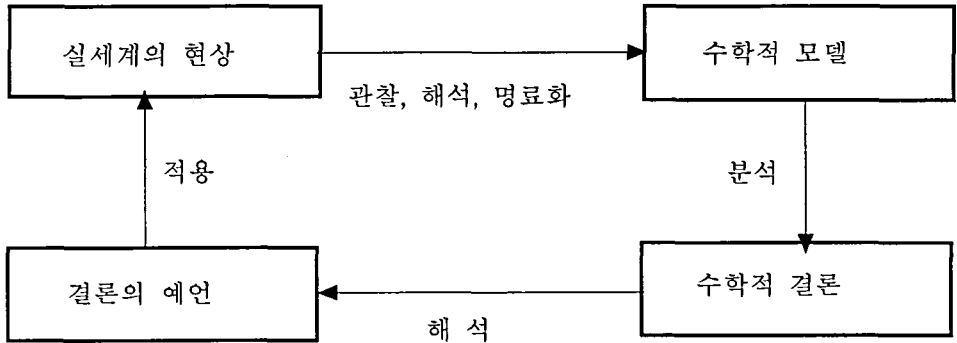 실세계의 현상
수학적 모델
관찰, 해석, 명료화
적용
분석
결론의 예언
수학적 결론
해 석